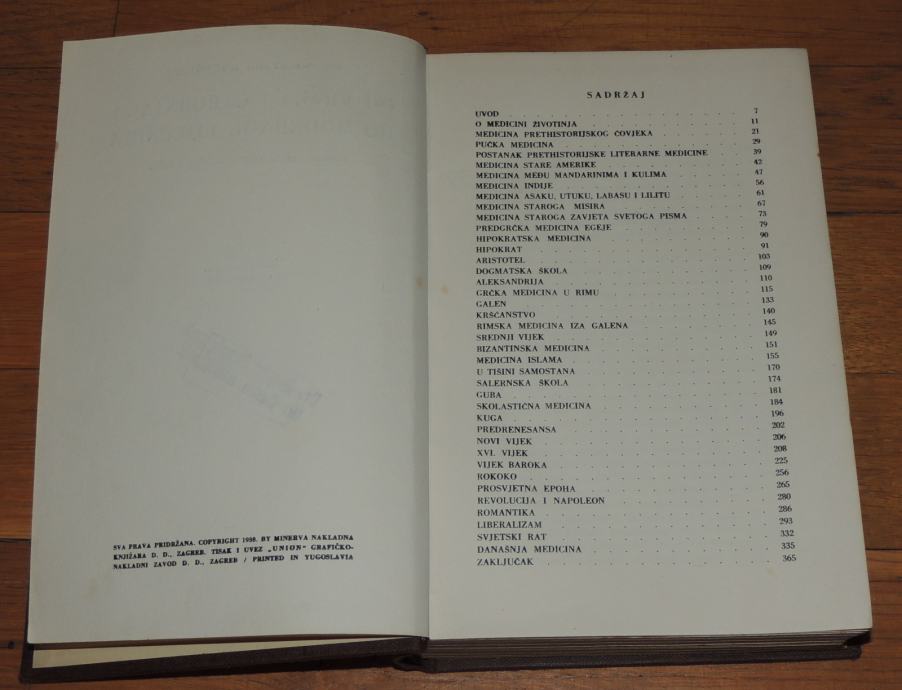 SVA PRAVA PRIDRŽANA. COPYRIGHT 1938. BY MINERVA NAKLADNA
KNJIŽARA D. D., ZAGREB. TISAK I UVEZ „UNION" GRAFIČKO-
NAKLADNI ZAVOD D. D., ZAGREB / PRINTED IN YUGOSLAVIA
SADRŽAJ
UVOD . . . 7
O MEDICINI ŽIVOTINJA . . . 11
MEDICINA PRETHISTORIJSKOG ČOVJEKA . . . 21
PUČKA MEDICINA . . . 29
POSTANAK PRETHISTORIJSKE LITERARNE MEDICINE . . . 39
MEDICINA STARE AMERIKE . . . 42
MEDICINA MEĐU MANDARINIMA I KULIMA . . . 47
MEDICINA INDIJE . . . 56
MEDICINA ASAKU, UTUKU, LABASU I LILITU . . . 61
MEDICINA STAROGA MISIRA . . . 67
MEDICINA STAROGA ZAVJETA SVETOGA PISMA . . . 73
PREDGRČKA MEDICINA EGEJE . . . 79
HIPOKRATSKA MEDICINA . . . 90
HIPOKRAT . . . 91
ARISTOTEL . . . 103
DOGMATSKA ŠKOLA . . . 109
ALEKSANDRIJA . . . 110
GRČKA MEDICINA U RIMU . . . 115
GALEN . . . 133
KRŠĆANSTVO . . . 140
RIMSKA MEDICINA IZA GALENA . . . 145
SREDNJI VIJEK . . . 149
BIZANTINSKA MEDICINA . . . 151
MEDICINA ISLAMA . . . 155
U TIŠINI SAMOSTANA . . . 170
SALERNSKA ŠKOLA . . . 174
GUBA . . . 181
SKOLASTIČNA MEDICINA . . . 184
KUGA . . . 196
PREDRENESANSA . . . 202
NOVI VIJEK . . . 206
XVI. VIJEK . . . 208
VIJEK BAROKA . . . 225
ROKOKO . . . 256
PROSVJETNA EPOHA . . . 265
REVOLUCIJA I NAPOLEON . . . 280
ROMANTIKA . . . 286
LIBERALIZAM . . . 293
SVJETSKI RAT . . . 332
DANAŠNJA MEDICINA . . . 335
ZAKLJUČAK . . . 365